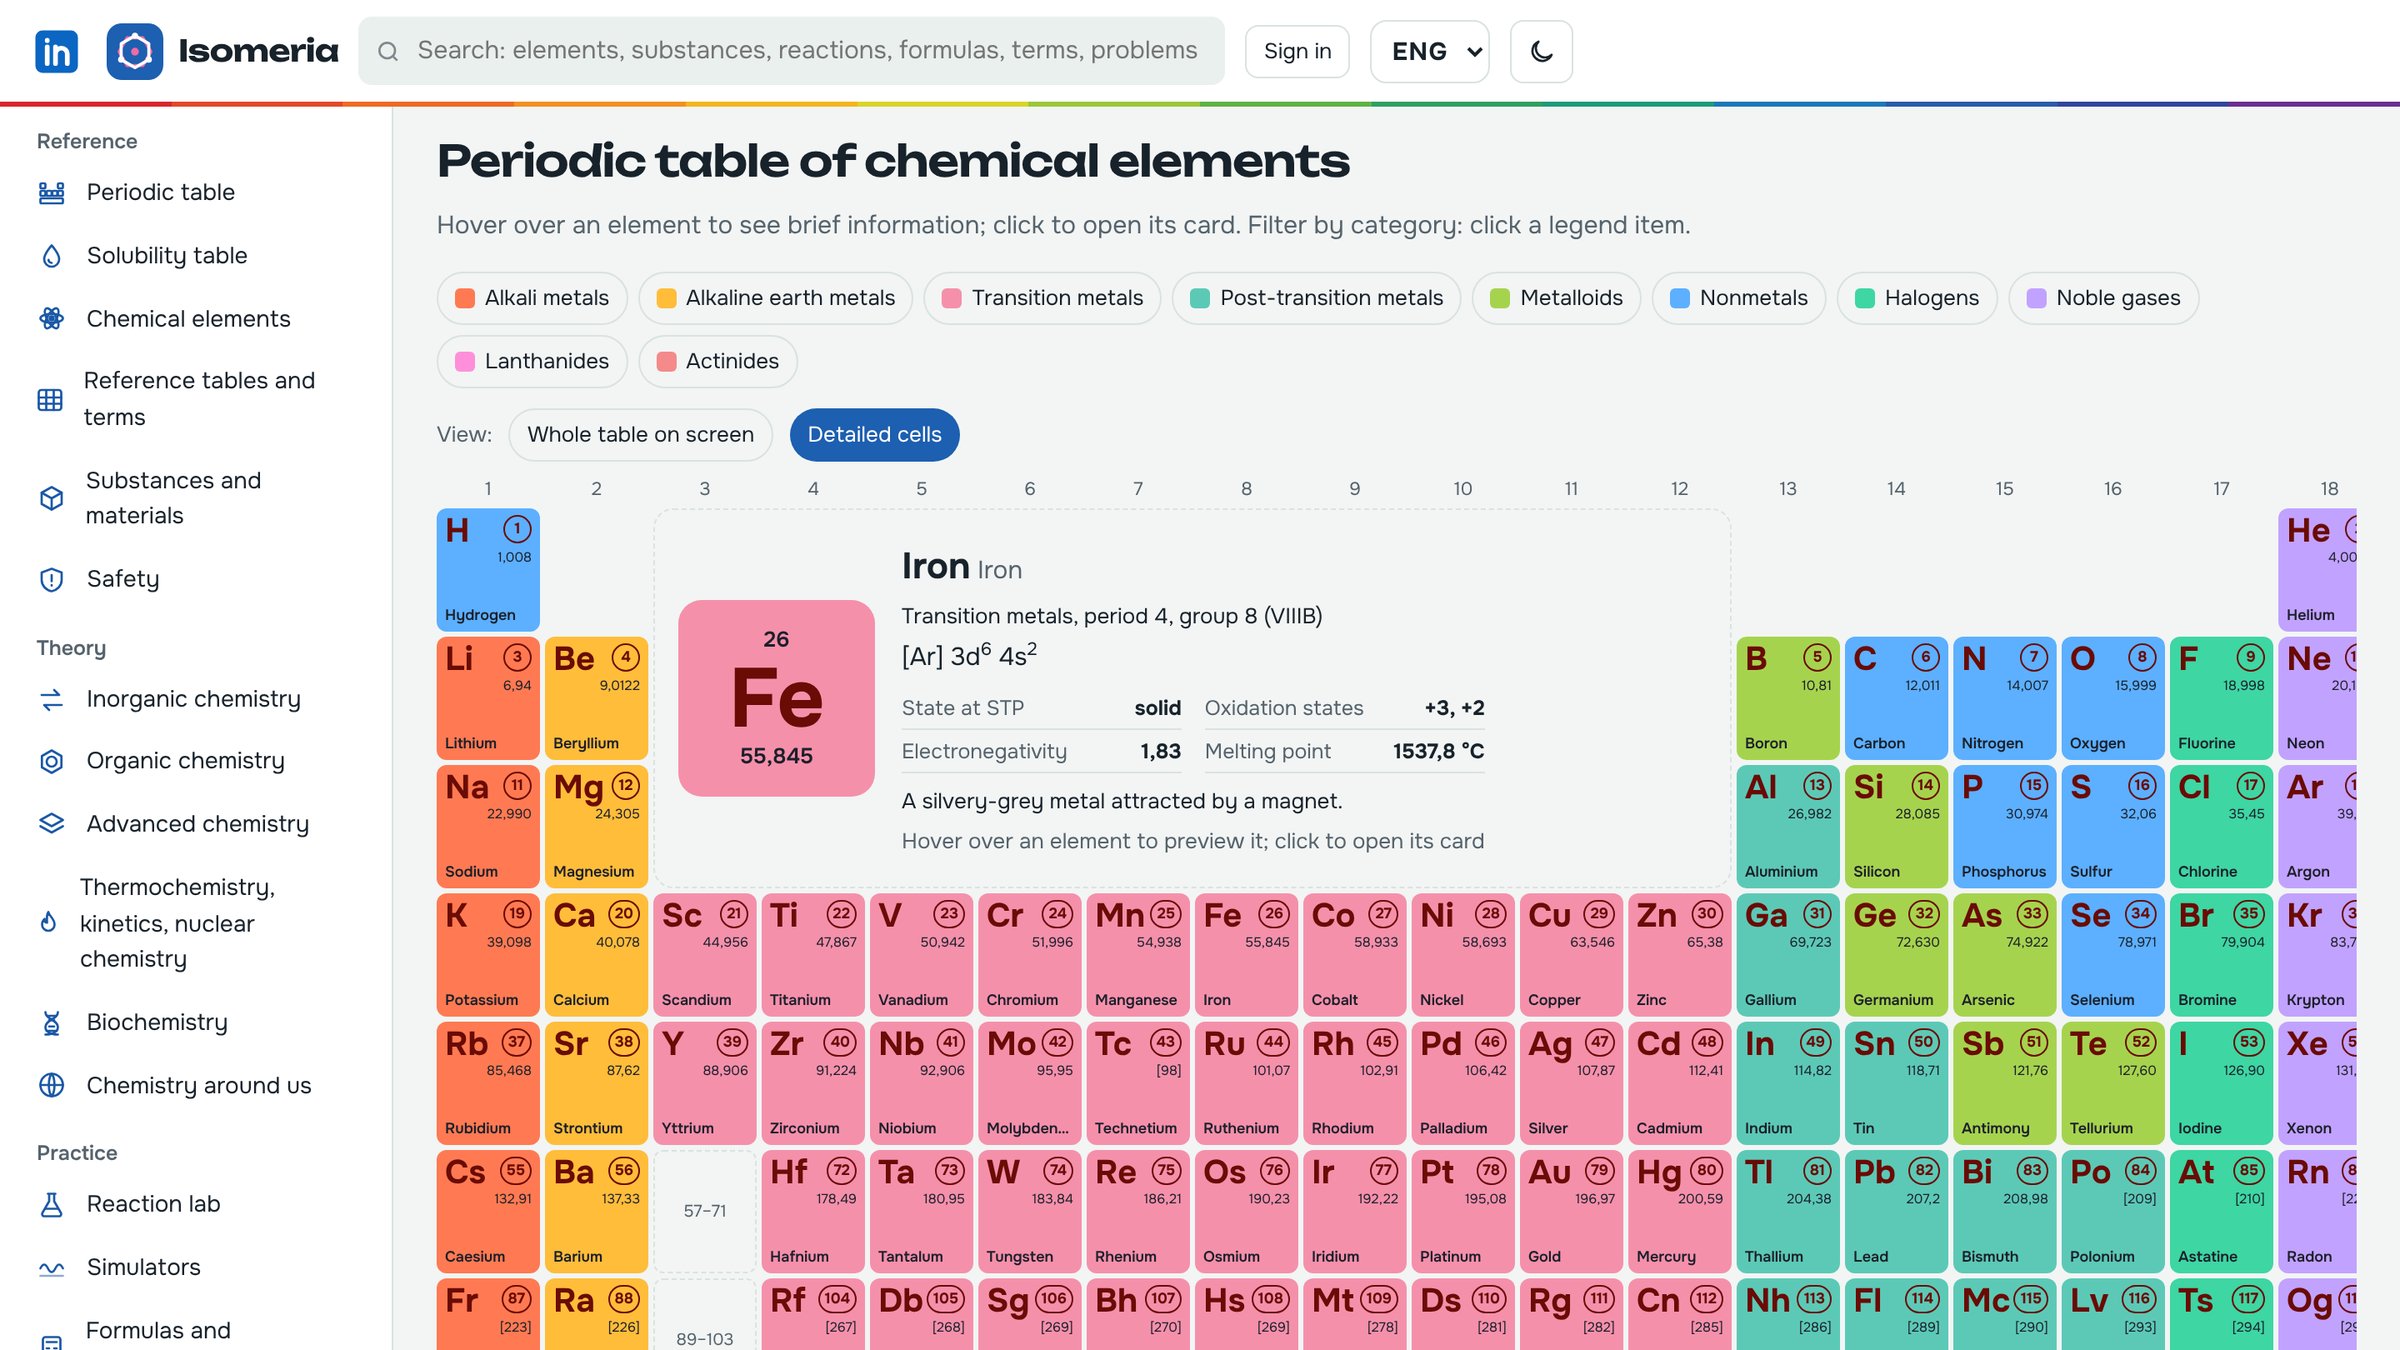 in Isomeria Search: elements, substances, reactions, formulas, terms, problems Sign in ENG
Reference
Periodic table
Solubility table
Chemical elements
Reference tables and
terms
Substances and
materials
Safety
Theory
Inorganic chemistry
Organic chemistry
Advanced chemistry
Thermochemistry,
kinetics, nuclear
chemistry
Biochemistry
Chemistry around us
Practice
Reaction lab
Simulators
Formulas and
Periodic table of chemical elements
Hover over an element to see brief information; click to open its card. Filter by category: click a legend item.
Alkali metals Alkaline earth metals Transition metals Post-transition metals Metalloids Nonmetals Halogens Noble gases
Lanthanides Actinides
View: Whole table on screen Detailed cells
1 2 3 4 5 6 7 8 9 10 11 12 13 14 15 16 17 18
H 1 He
1,008
Hydrogen Helium
Iron Iron
Transition metals, period 4, group 8 (VIIIB)
[Ar] 3d6 4s2
State at STP solid Oxidation states +3, +2
Electronegativity 1,83 Melting point 1537,8 °C
A silvery-grey metal attracted by a magnet.
Hover over an element to preview it; click to open its card
26
Fe
55,845
Li 3 Be 4 B 5 C 6 N 7 O 8 F 9 Ne
6,94 9,0122 10,81 12,011 14,007 15,999 18,998
Lithium Beryllium Boron Carbon Nitrogen Oxygen Fluorine Neon
Na 11 Mg 12 Al 13 Si 14 P 15 S 16 Cl 17 Ar
22,990 24,305 26,982 28,085 30,974 32,06 35,45
Sodium Magnesium Aluminium Silicon Phosphorus Sulfur Chlorine Argon
K 19 Ca 20 Sc 21 Ti 22 V 23 Cr 24 Mn 25 Fe 26 Co 27 Ni 28 Cu 29 Zn 30 Ga 31 Ge 32 As 33 Se 34 Br 35 Kr
39,098 40,078 44,956 47,867 50,942 51,996 54,938 55,845 58,933 58,693 63,546 65,38 69,723 72,630 74,922 78,971 79,904
Potassium Calcium Scandium Titanium Vanadium Chromium Manganese Iron Cobalt Nickel Copper Zinc Gallium Germanium Arsenic Selenium Bromine Krypton
Rb 37 Sr 38 Y 39 Zr 40 Nb 41 Mo 42 Tc 43 Ru 44 Rh 45 Pd 46 Ag 47 Cd 48 In 49 Sn 50 Sb 51 Te 52 I 53 Xe
85,468 87,62 88,906 91,224 92,906 95,95 [98] 101,07 102,91 106,42 107,87 112,41 114,82 118,71 121,76 127,60 126,90
Rubidium Strontium Yttrium Zirconium Niobium Molybden... Technetium Ruthenium Rhodium Palladium Silver Cadmium Indium Tin Antimony Tellurium Iodine Xenon
Cs 55 Ba 56 57–71 Hf 72 Ta 73 W 74 Re 75 Os 76 Ir 77 Pt 78 Au 79 Hg 80 Tl 81 Pb 82 Bi 83 Po 84 At 85 Rn
132,91 137,33 178,49 180,95 183,84 186,21 190,23 192,22 195,08 196,97 200,59 204,38 207,2 208,98 [209] [210]
Caesium Barium Hafnium Tantalum Tungsten Rhenium Osmium Iridium Platinum Gold Mercury Thallium Lead Bismuth Polonium Astatine Radon
Fr 87 Ra 88 89–103 Rf 104 Db 105 Sg 106 Bh 107 Hs 108 Mt 109 Ds 110 Rg 111 Cn 112 Nh 113 Fl 114 Mc 115 Lv 116 Ts 117 Og
[223] [226] [267] [268] [269] [270] [269] [278] [281] [282] [285] [286] [289] [290] [293] [294]